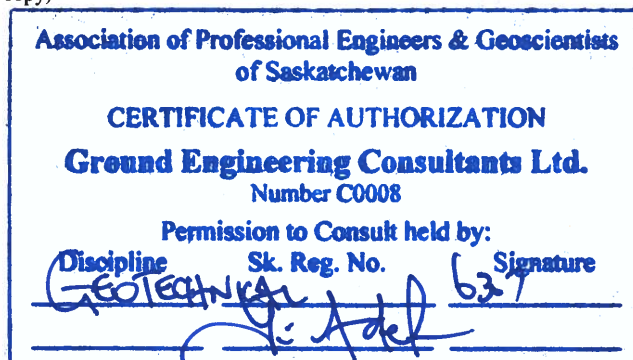 opy,
Association of Professional Engineers & Geoscientists
of Saskatchewan
CERTIFICATE OF AUTHORIZATION
Ground Engineering Consultants Ltd.
Number C0008
Permission to Consult held by:
Discipline Sk. Reg. No. Signature
GEOTECHNICAL